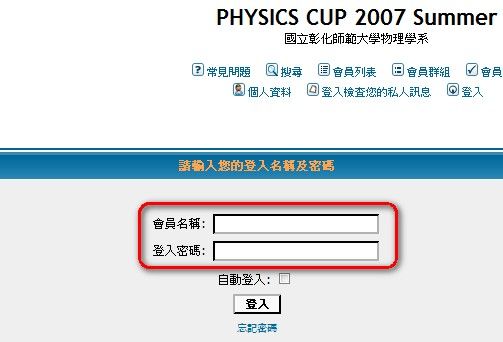 PHYSICS CUP 2007 Summer
國立彰化師範大學物理學系
常見問題 搜尋 會員列表 會員群組 會員
個人資料 登入檢查您的私人訊息 登入
請輸入您的登入名稱及密碼
會員名稱:
登入密碼:
自動登入:
登入
忘記密碼